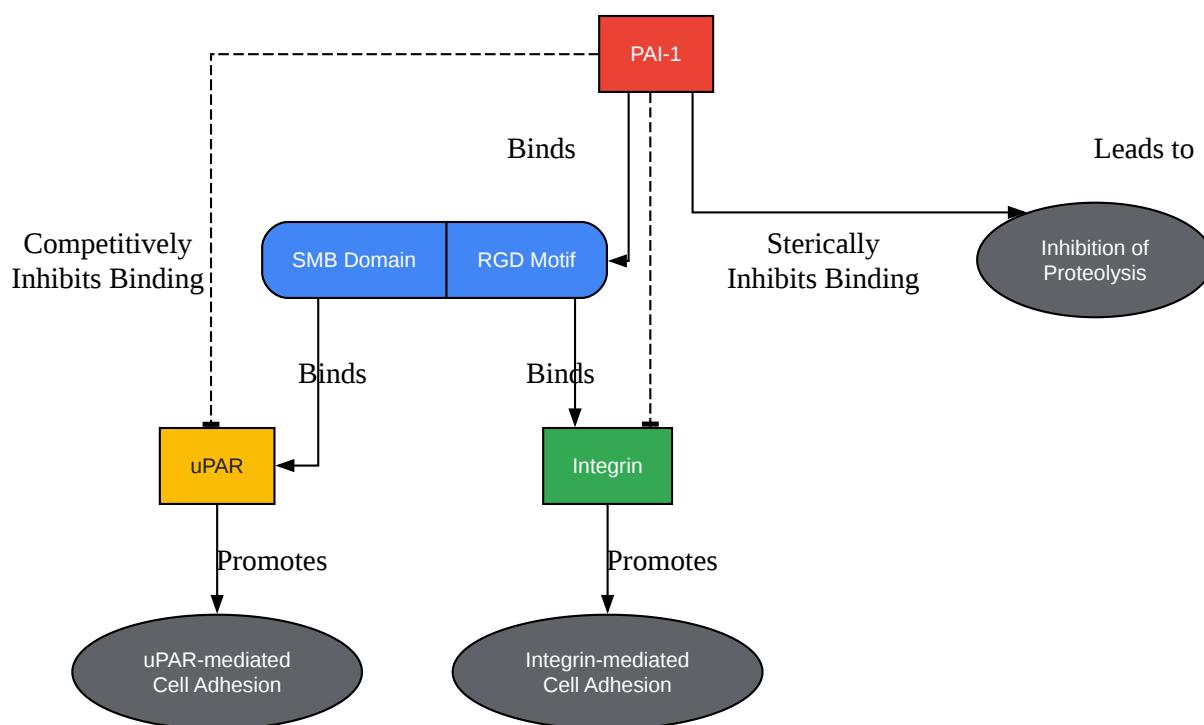 PAI-1
Binds
Leads to
Competitively
Inhibits Binding
SMB Domain
RGD Motif
Sterically
Inhibits Binding
Inhibition of
Proteolysis
Binds
Binds
uPAR
Integrin
Promotes
Promotes
uPAR-mediated
Cell Adhesion
Integrin-mediated
Cell Adhesion